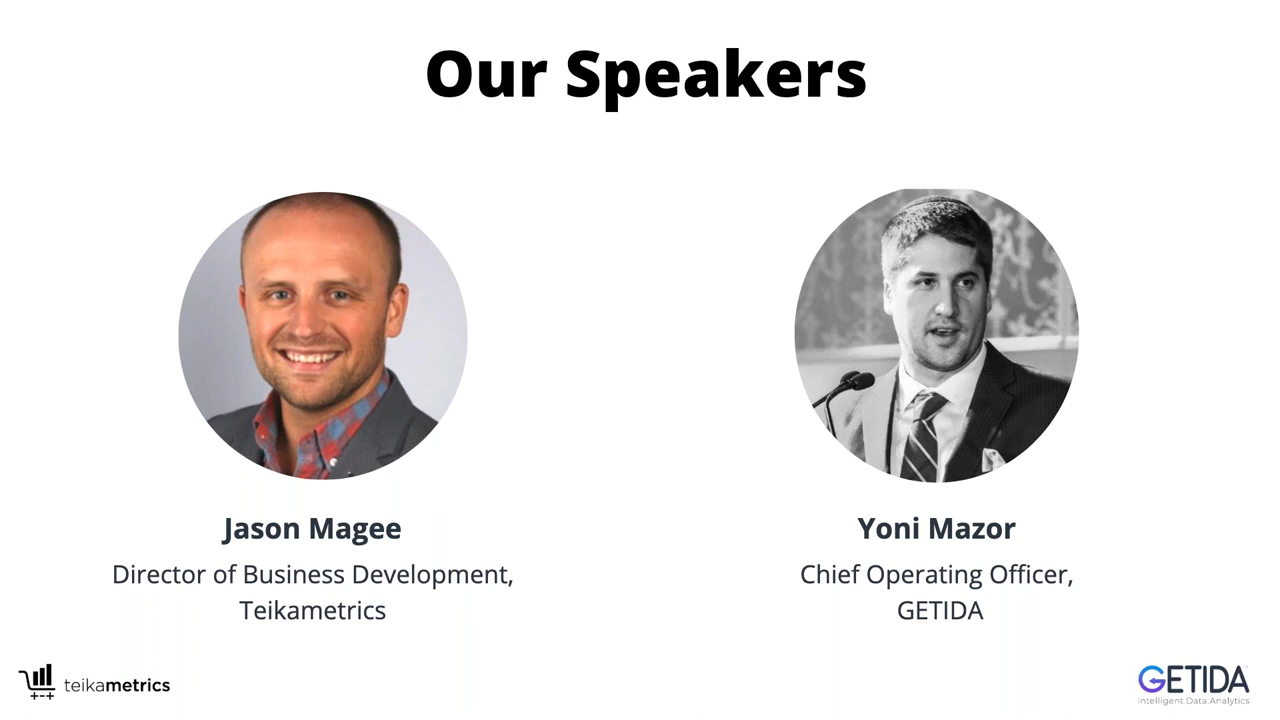 Our Speakers
Jason Magee
Director of Business Development,
Teikametrics
Yoni Mazor
Chief Operating Officer,
GETIDA
teikametrics
GETIDA
Intelligent Data Analytics